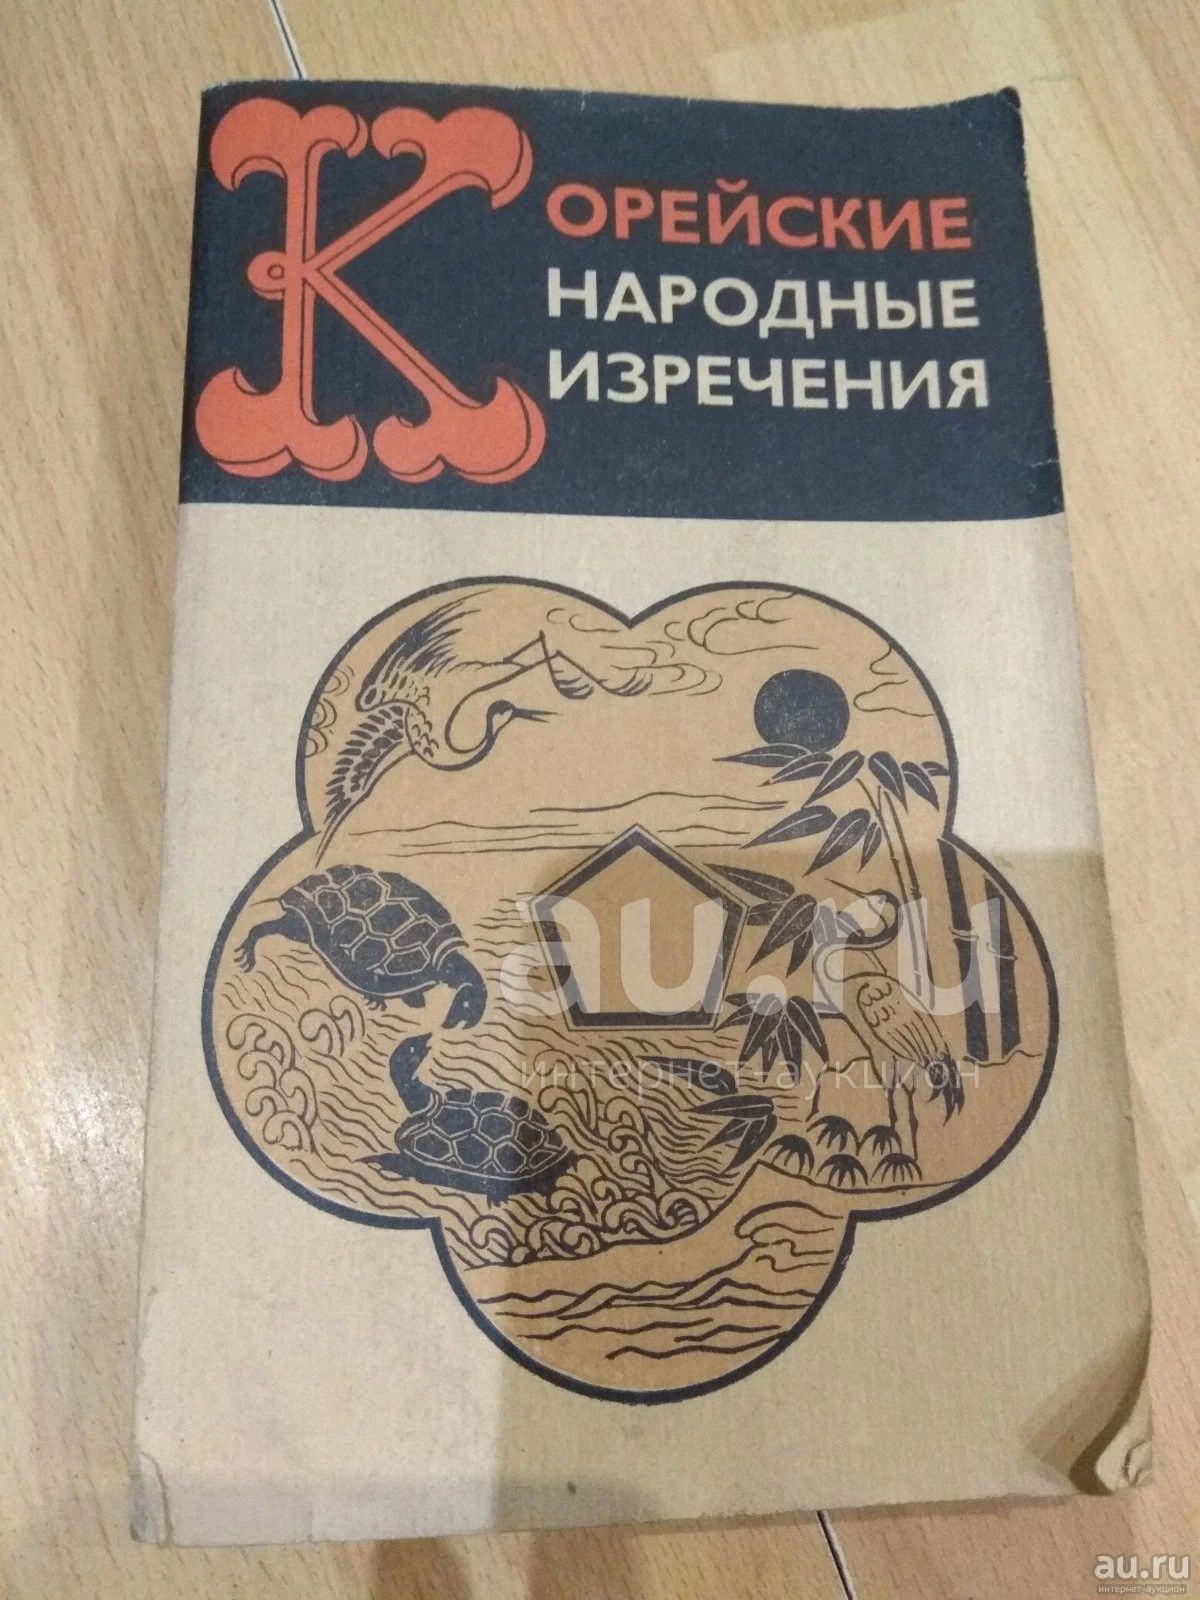 КОРЕЙСКИЕ
НАРОДНЫЕ
ИЗРЕЧЕНИЯ
au.ru
интернет-аукцион
au.ru
интернет-аукцион